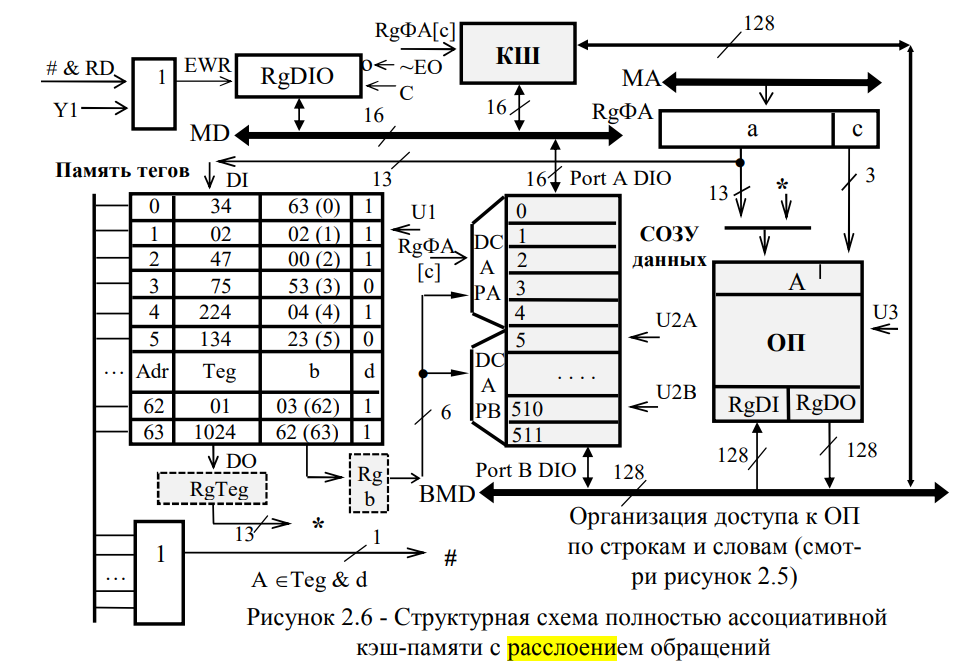 RgФА[c]
128
# & RD
1
EWR
RgDIO
~EO
C
КШ
MA
Y1
16
16
RgФА
a
c
MD
Память тегов
DI
13
16
Port A DIO
13
*
3
0 34 63 (0) 1
1 02 02 (1) 1
2 47 00 (2) 1
3 75 53 (3) 0
4 224 04 (4) 1
5 134 23 (5) 0
... Adr Teg b d
62 01 03 (62) 1
63 1024 62 (63) 1
U1
RgФА
[c]
DC
A
PA
DC
A
PB
0
1
2
3
4
5
. . . .
510
511
СОЗУ
данных
U2A
U2B
A
ОП
U3
RgDI
RgDO
6
DO
RgTeg
Rg
b
13
*
Port B DIO
128
128
128
BMD
1
...
1
#
A ∈Teg & d
Организация доступа к ОП
по строкам и словам (смот-
ри рисунок 2.5)
Рисунок 2.6 - Структурная схема полностью ассоциативной
кэш-памяти с расслоением обращений